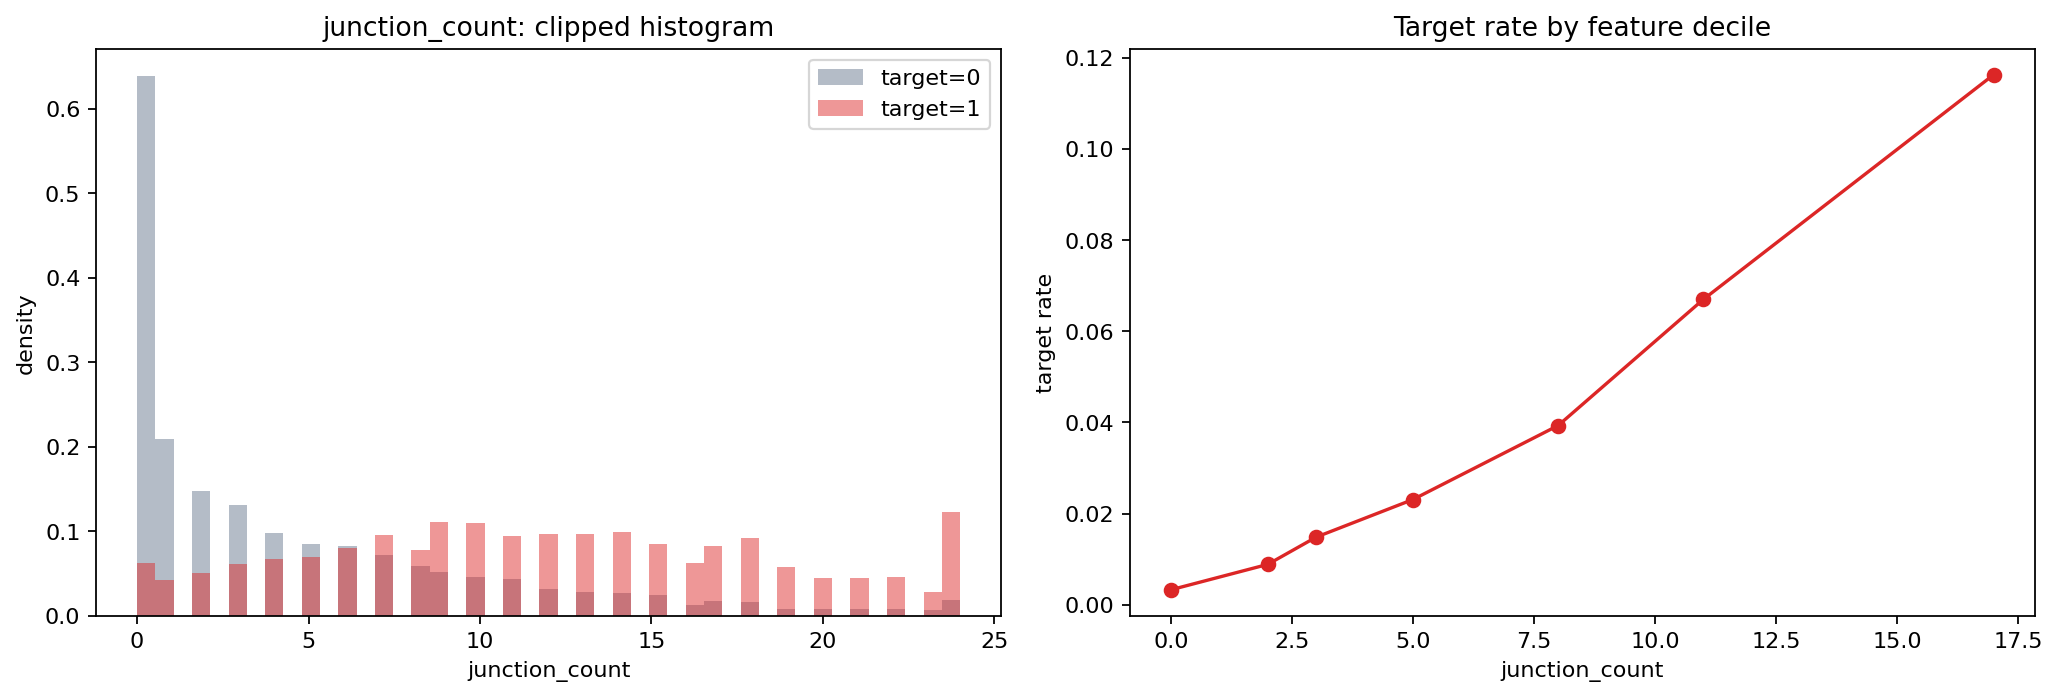 junction_count: clipped histogram
target=0
target=1
0.6
0.5
0.4
0.3
0.2
0.1
0.0
density
0 5 10 15 20 25
junction_count
Target rate by feature decile
0.12
0.10
0.08
0.06
0.04
0.02
0.00
target rate
0.0 2.5 5.0 7.5 10.0 12.5 15.0 17.5
junction_count